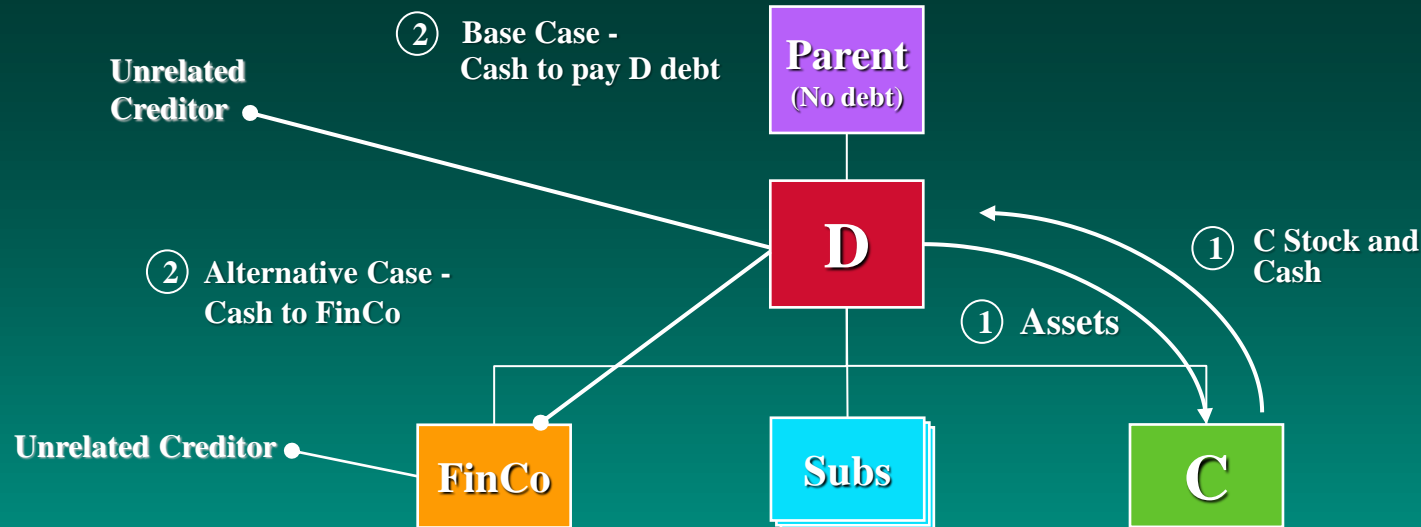 2 Base Case -
Cash to pay D debt
Parent
(No debt)
Unrelated
Creditor
D
1 C Stock and
Cash
2 Alternative Case -
Cash to FinCo
1 Assets
Unrelated Creditor
FinCo
Subs
C